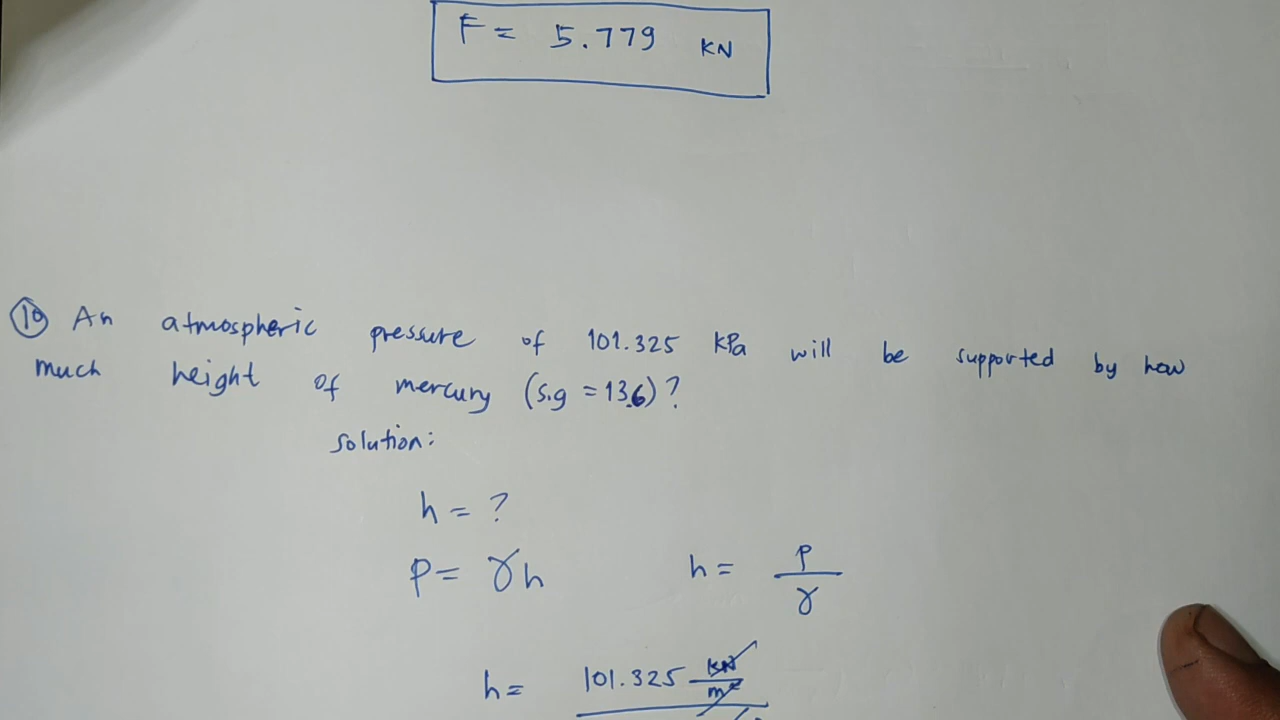 F = 5.779 KN
10 An atmospheric pressure of 101.325 kPa will be supported by how
much height of mercury (s.g = 13.6)?
solution:
h = ?
P = γh h = P/γ
h = 101.325 KN/m²